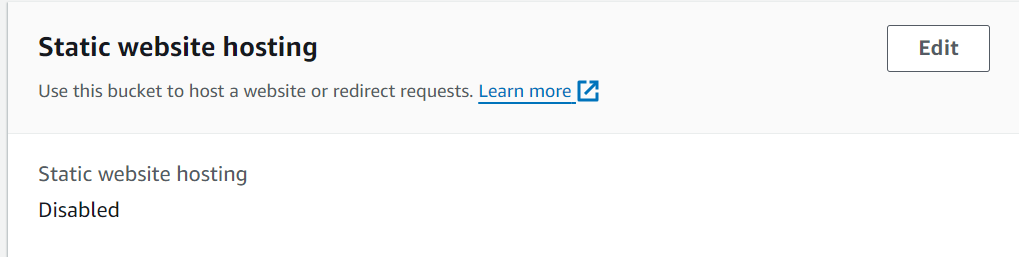 Static website hosting
Edit
Use this bucket to host a website or redirect requests. Learn more
Static website hosting
Disabled